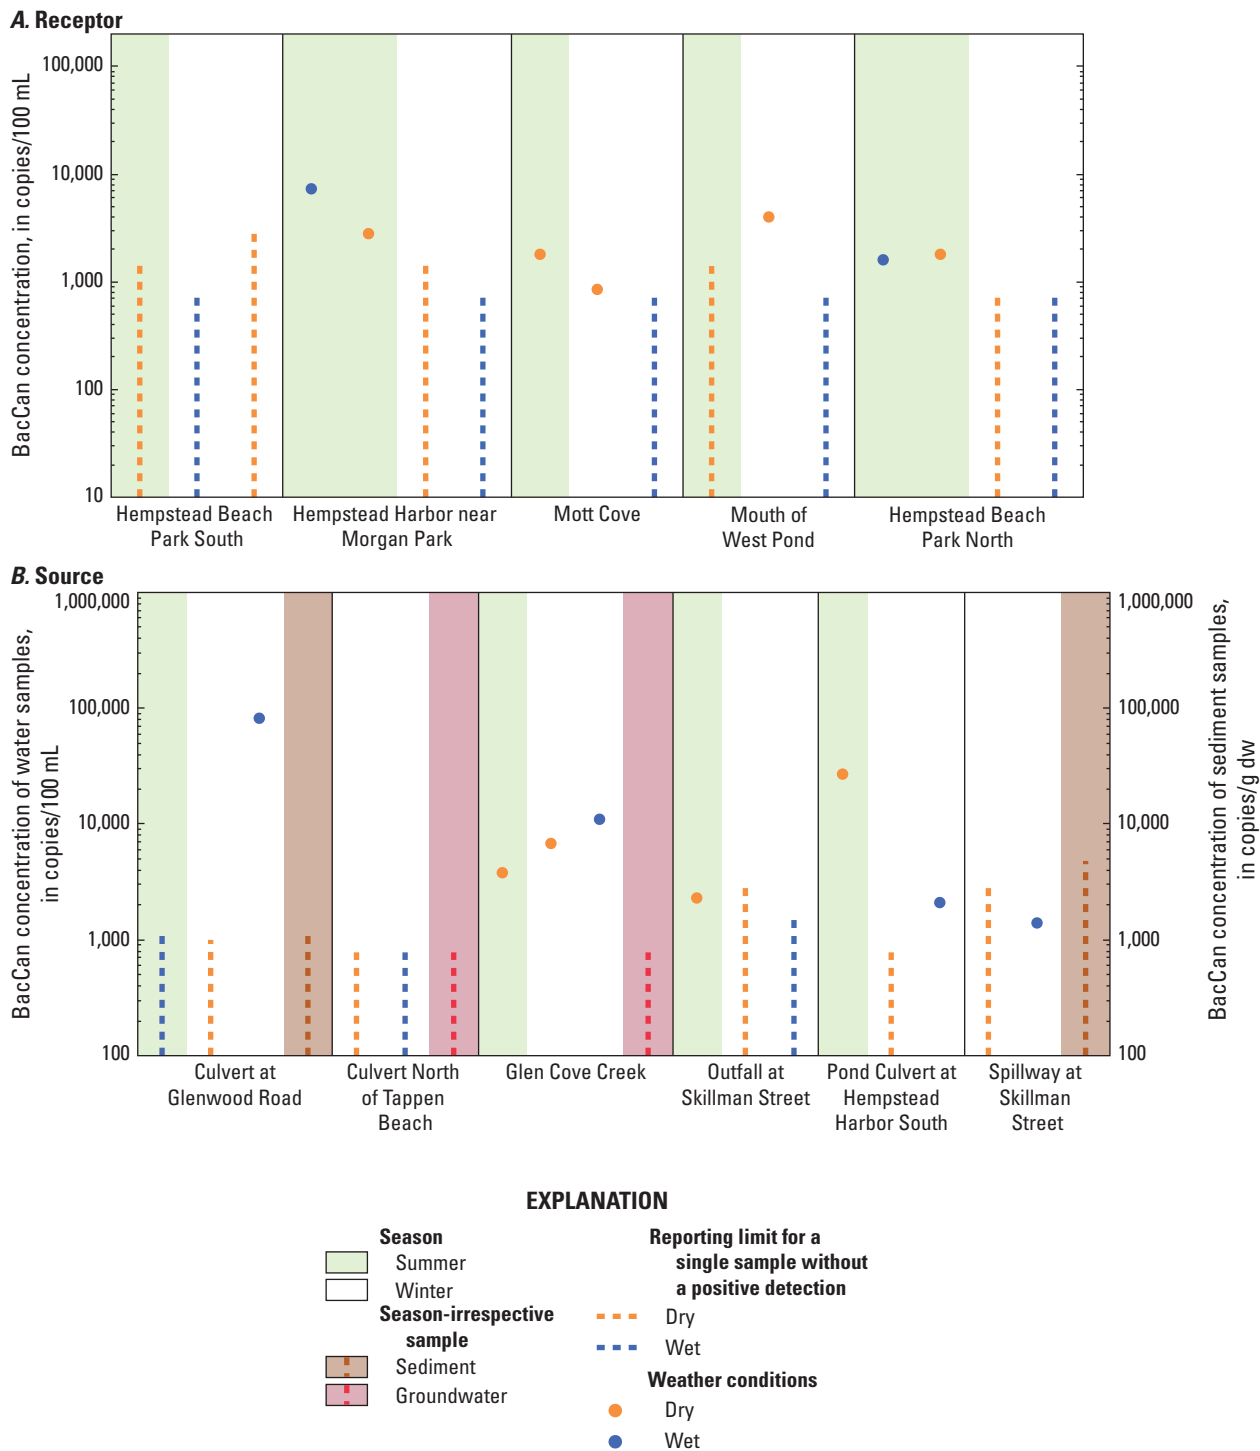 A. Receptor
BacCan concentration, in copies/100 mL
100,000
10,000
1,000
100
10
Hempstead Beach
Park South
Hempstead Harbor near
Morgan Park
Mott Cove
Mouth of
West Pond
Hempstead Beach
Park North
B. Source
BacCan concentration of water samples,
in copies/100 mL
1,000,000
100,000
10,000
1,000
100
1,000,000
100,000
10,000
1,000
100
BacCan concentration of sediment samples,
in copies/g dw
Culvert at
Glenwood Road
Culvert North
of Tappen
Beach
Glen Cove Creek
Outfall at
Skillman Street
Pond Culvert at
Hempstead
Harbor South
Spillway at
Skillman
Street
EXPLANATION
Season
Summer
Winter
Season-irrespective
sample
Sediment
Groundwater
Reporting limit for a
single sample without
a positive detection
Dry
Wet
Weather conditions
Dry
Wet